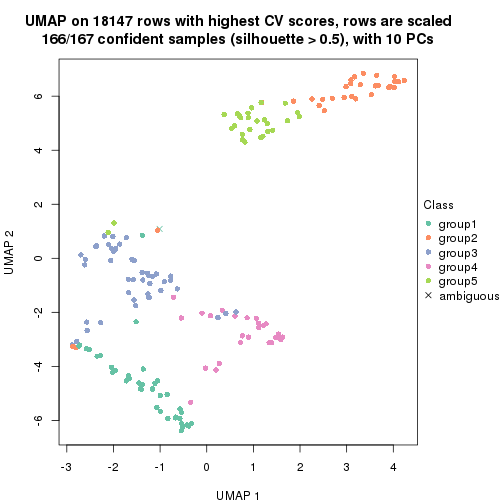 UMAP on 18147 rows with highest CV scores, rows are scaled
166/167 confident samples (silhouette > 0.5), with 10 PCs
UMAP 2
6
4
2
0
-2
-4
-6
-3
-2
-1
0
1
2
3
4
UMAP 1
Class
group1
group2
group3
group4
group5
ambiguous